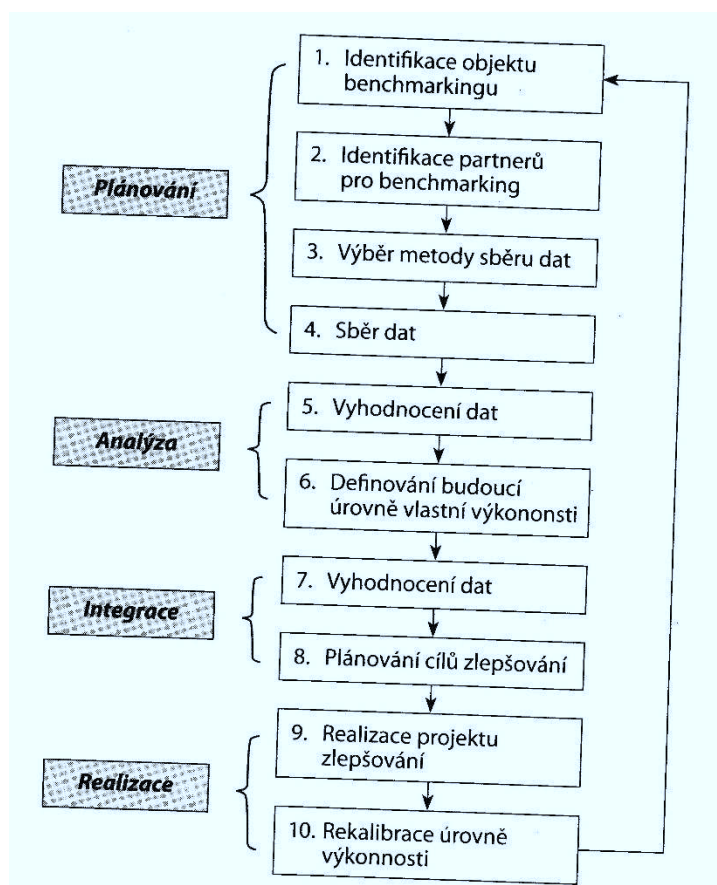 1. Identifikace objektu
benchmarkingu
2. Identifikace partnerů
pro benchmarking
Plánování
3. Výběr metody sběru dat
4. Sběr dat
5. Vyhodnocení dat
Analýza
6. Definování budoucí
úrovně vlastní výkononsti
7. Vyhodnocení dat
Integrace
8. Plánování cílů zlepšování
9. Realizace projektu
zlepšování
Realizace
10. Rekalibrace úrovně
výkonnosti